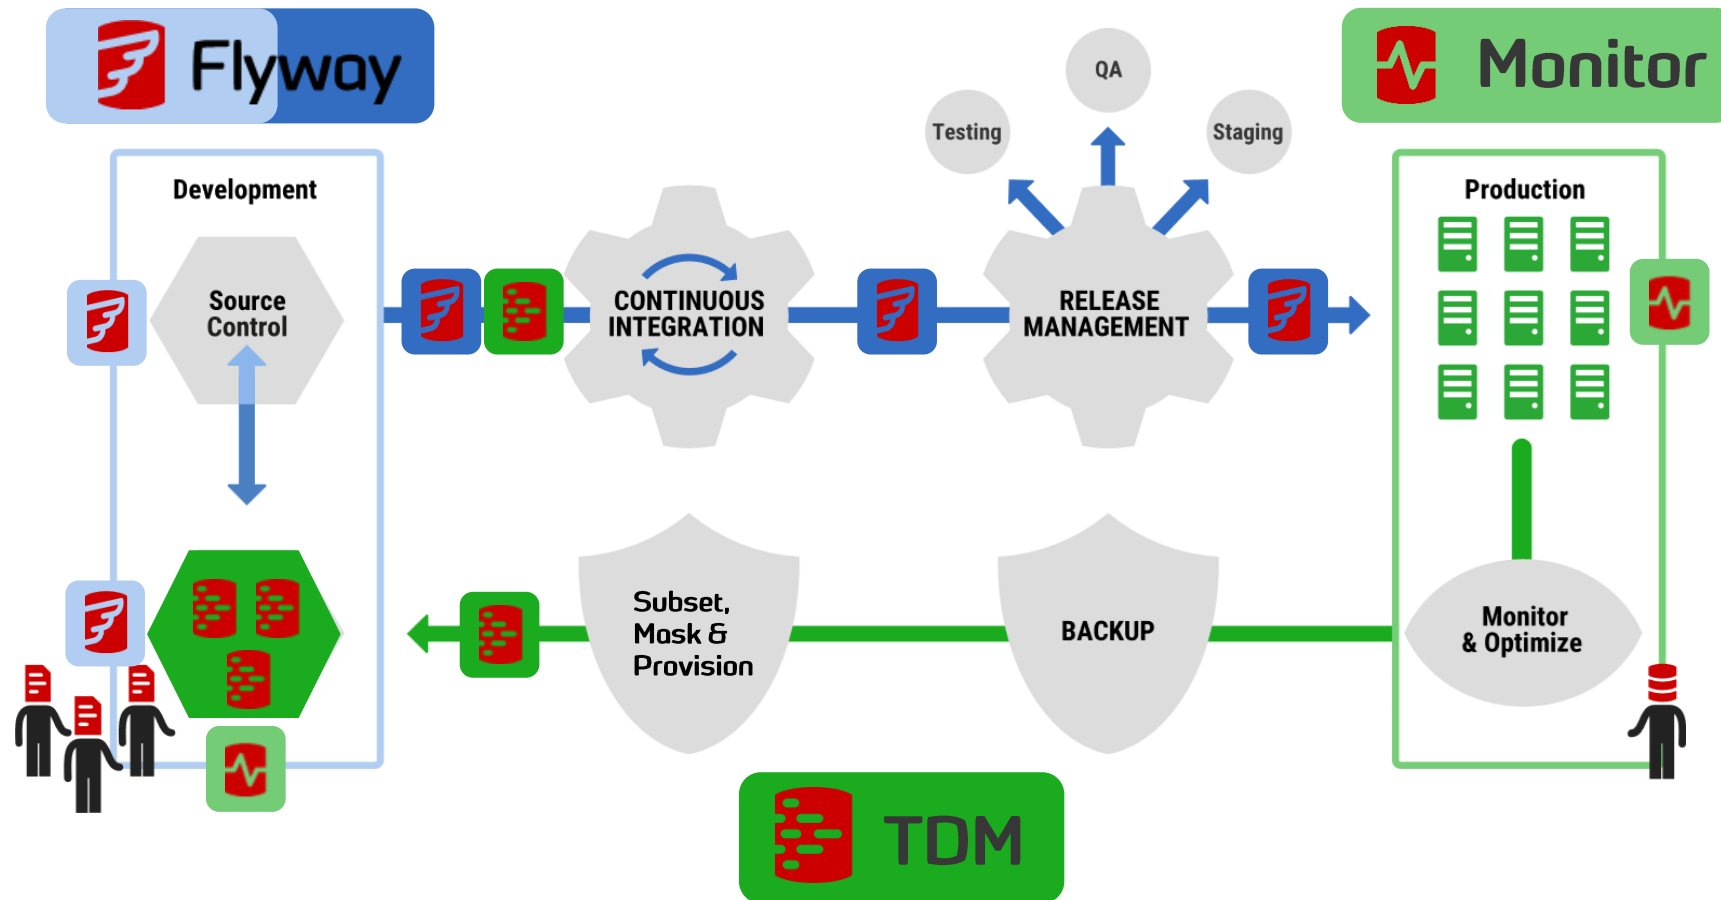 Flyway
Monitor
QA
Testing
Staging
Development
Production
Source
Control
CONTINUOUS
INTEGRATION
RELEASE
MANAGEMENT
Subset,
Mask &
Provision
BACKUP
Monitor
& Optimize
TDM